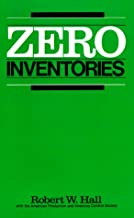 ZERO
INVENTORIES
Robert W. Hall
with the American Production and Inventory Control Society